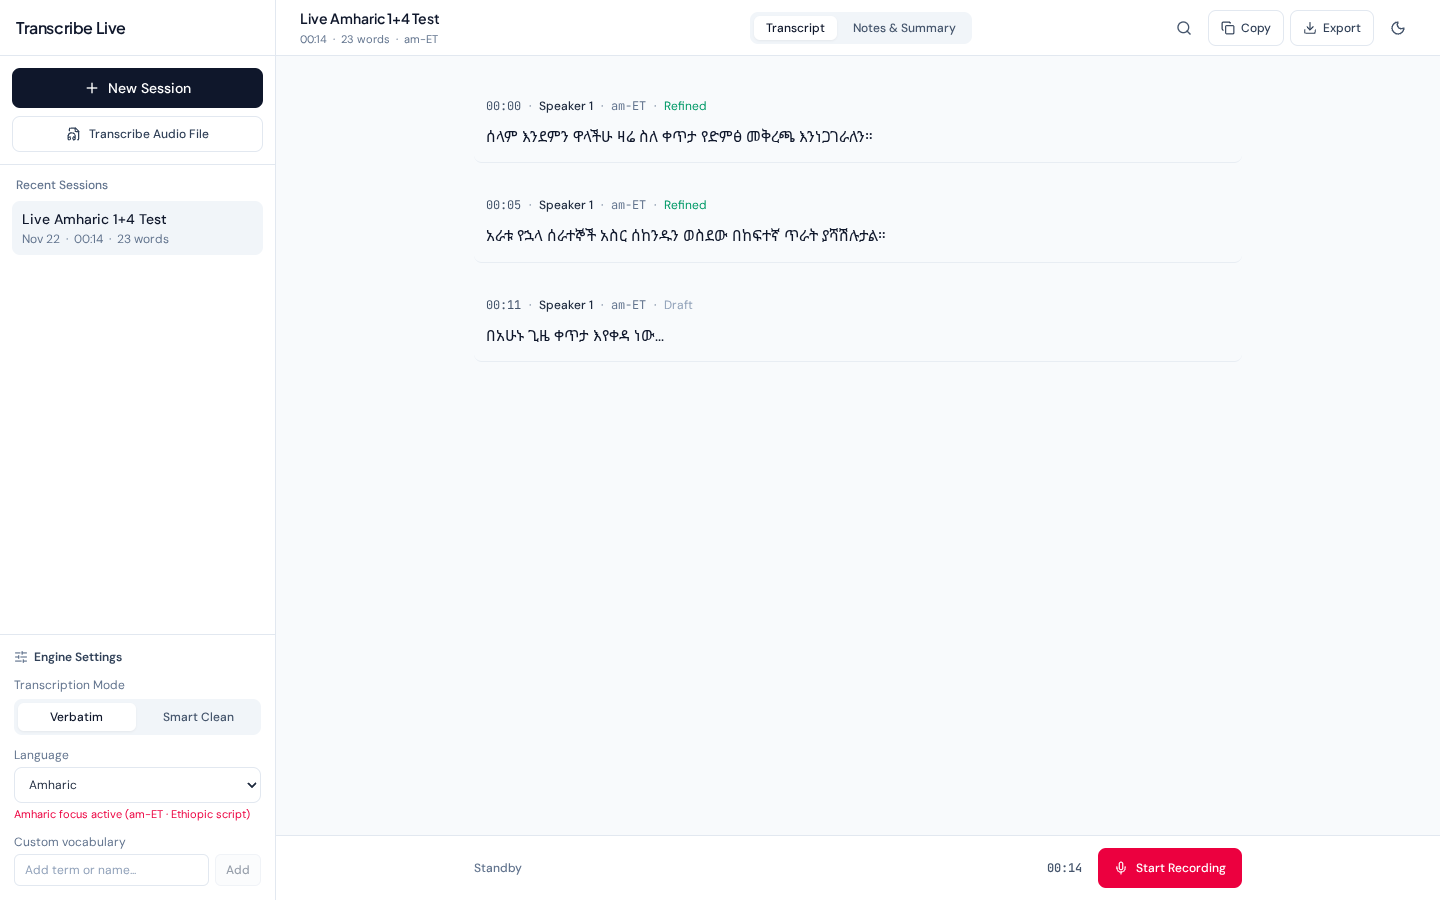 Transcribe Live
New Session
Transcribe Audio File
Recent Sessions
Live Amharic 1+4 Test
Nov 22 · 00:14 · 23 words
Engine Settings
Transcription Mode
Verbatim
Smart Clean
Language
Amharic
Amharic focus active (am-ET · Ethiopic script)
Custom vocabulary
Add term or name...
Add
Live Amharic 1+4 Test
00:14 · 23 words · am-ET
Transcript
Notes & Summary
Copy
Export
00:00 · Speaker 1 · am-ET · Refined
ሰላም እንደምን ዋላችሁ ዛሬ ስለ ቀጥታ የድምፅ መቅረጫ እንነጋገራለን።
00:05 · Speaker 1 · am-ET · Refined
አራቱ የኋላ ሰራተኞች አስር ሰከንዱን ወስደው በከፍተኛ ጥራት ያሻሽሉታል።
00:11 · Speaker 1 · am-ET · Draft
በአሁኑ ጊዜ ቀጥታ እየቀዳ ነው...
Standby
00:14
Start Recording